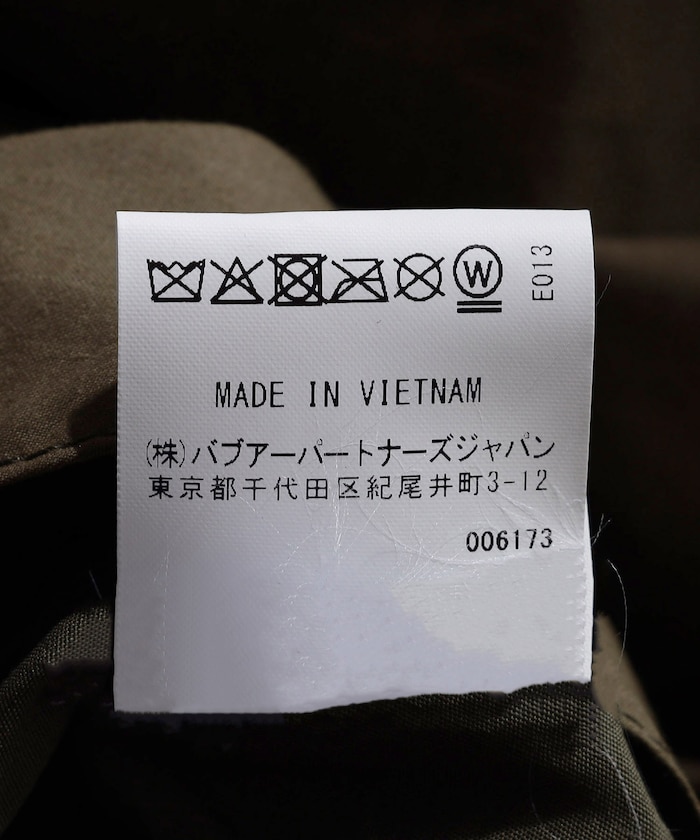 W
E013
MADE IN VIETNAM
(株)バブアーパートナーズジャパン
東京都千代田区紀尾井町3-12
006173